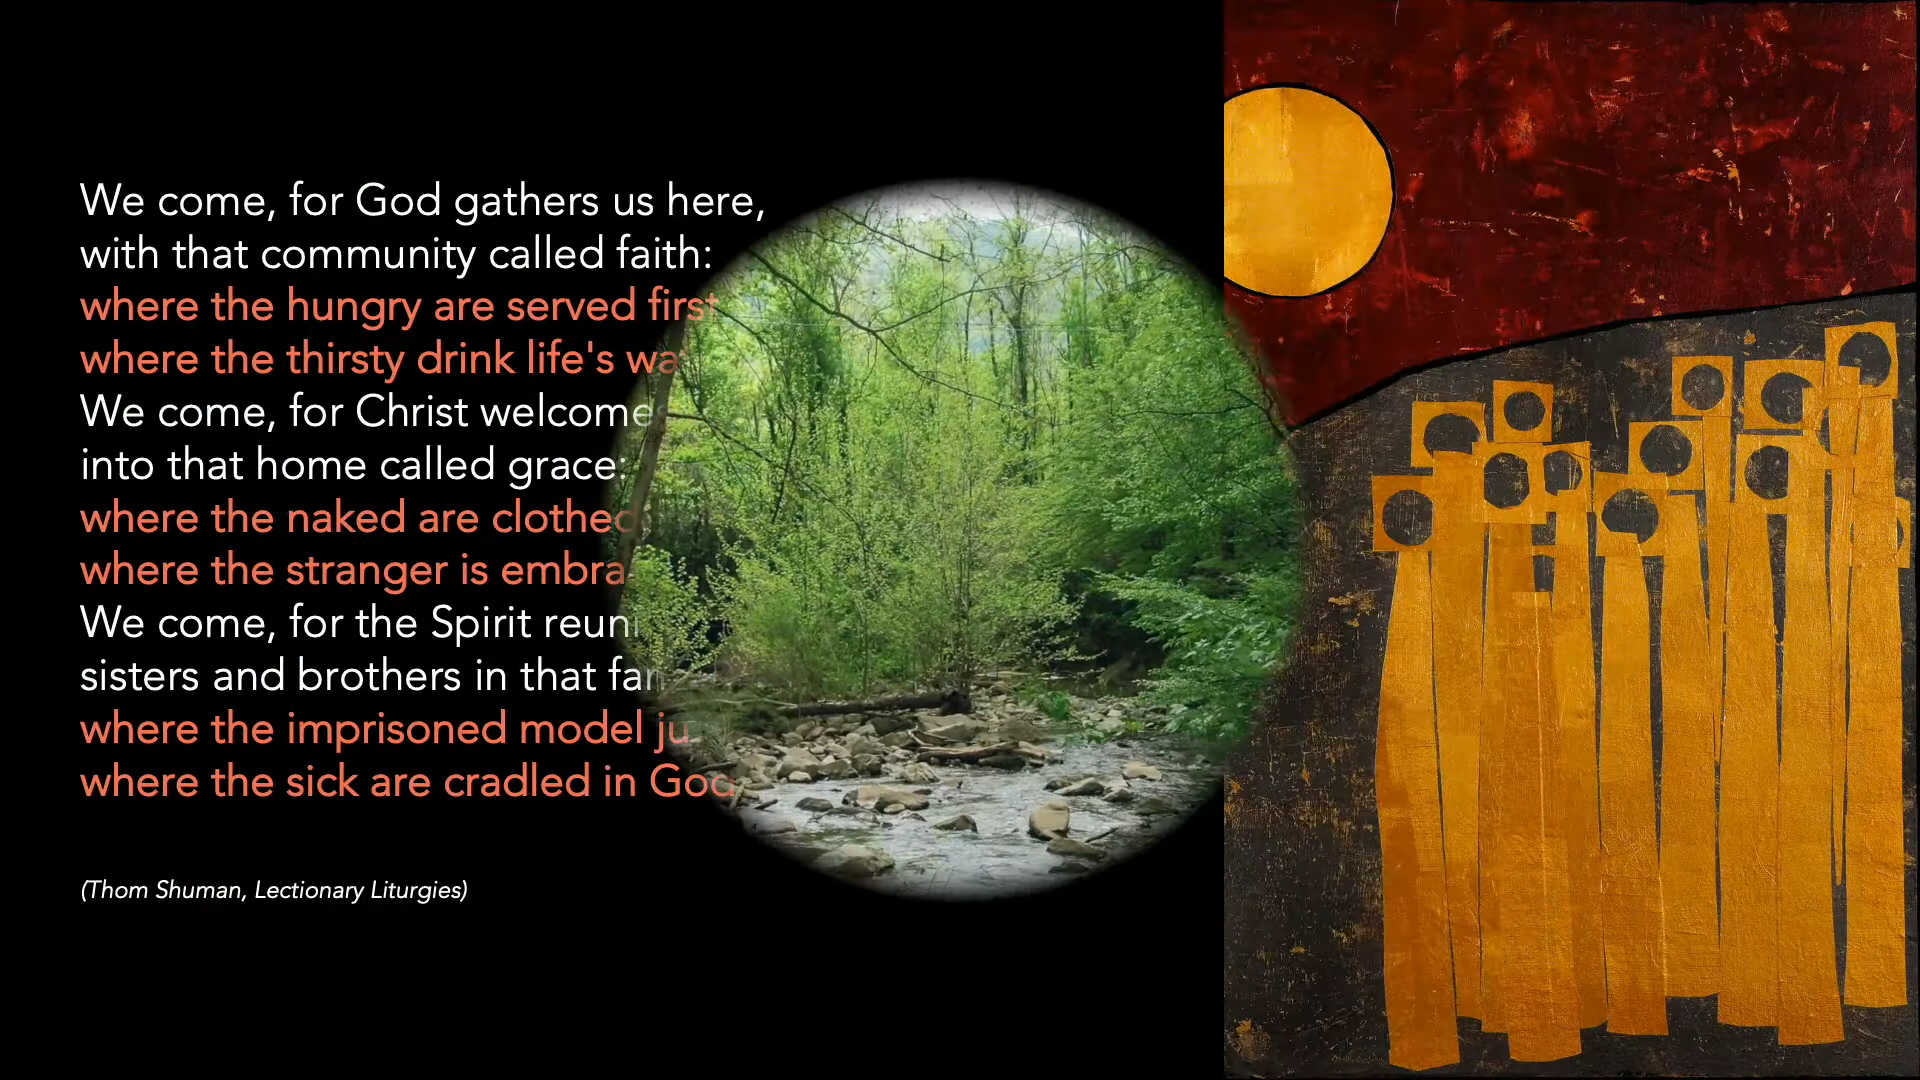 We come, for God gathers us here,
with that community called faith:
where the hungry are served first
where the thirsty drink life's
We come, for Christ
into that home called grace:
where the naked are clothed
where the stranger is
We come, for the Spirit
sisters and brothers in that
where the imprisoned model
where the sick are cradled in
(Thom Shuman, Lectionary Liturgies)